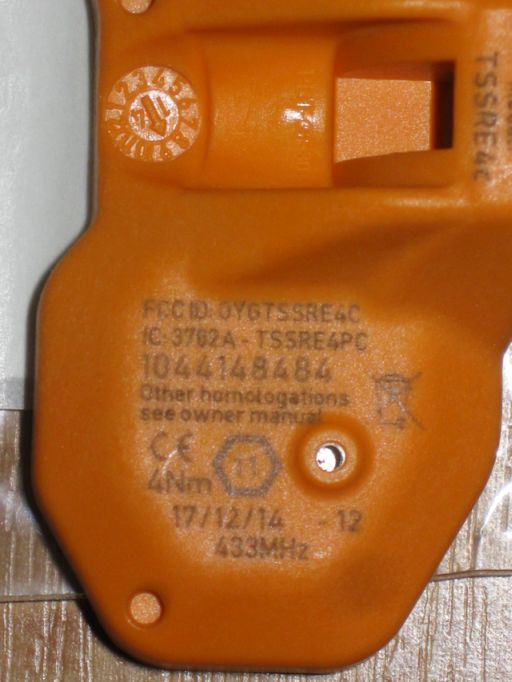 TSSRE4C
FCC ID: OYGTSSRE4C
IC: 3702A - TSSRE4PC
1044148484
Other homologations
see owner manual
CE
4Nm 11
17/12/14 - 12
433MHz